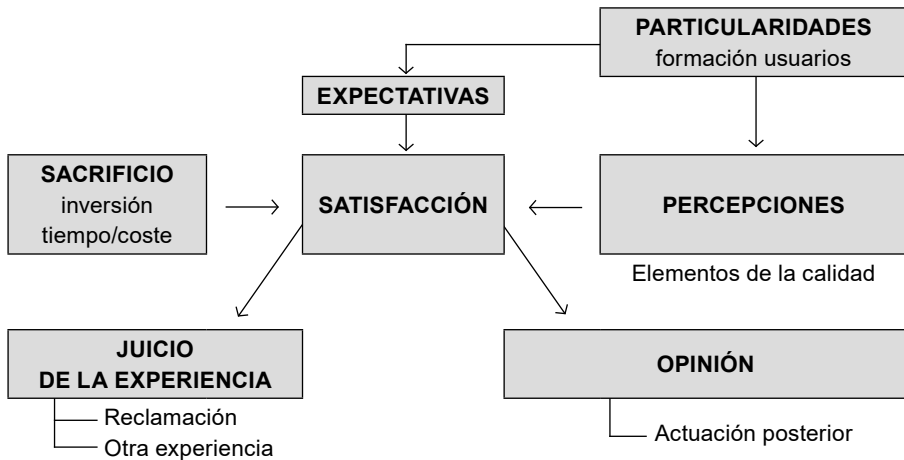 PARTICULARIDADES
formación usuarios
EXPECTATIVAS
SACRIFICIO
inversión
tiempo/coste
SATISFACCIÓN
PERCEPCIONES
Elementos de la calidad
JUICIO
DE LA EXPERIENCIA
Reclamación
Otra experiencia
OPINIÓN
Actuación posterior